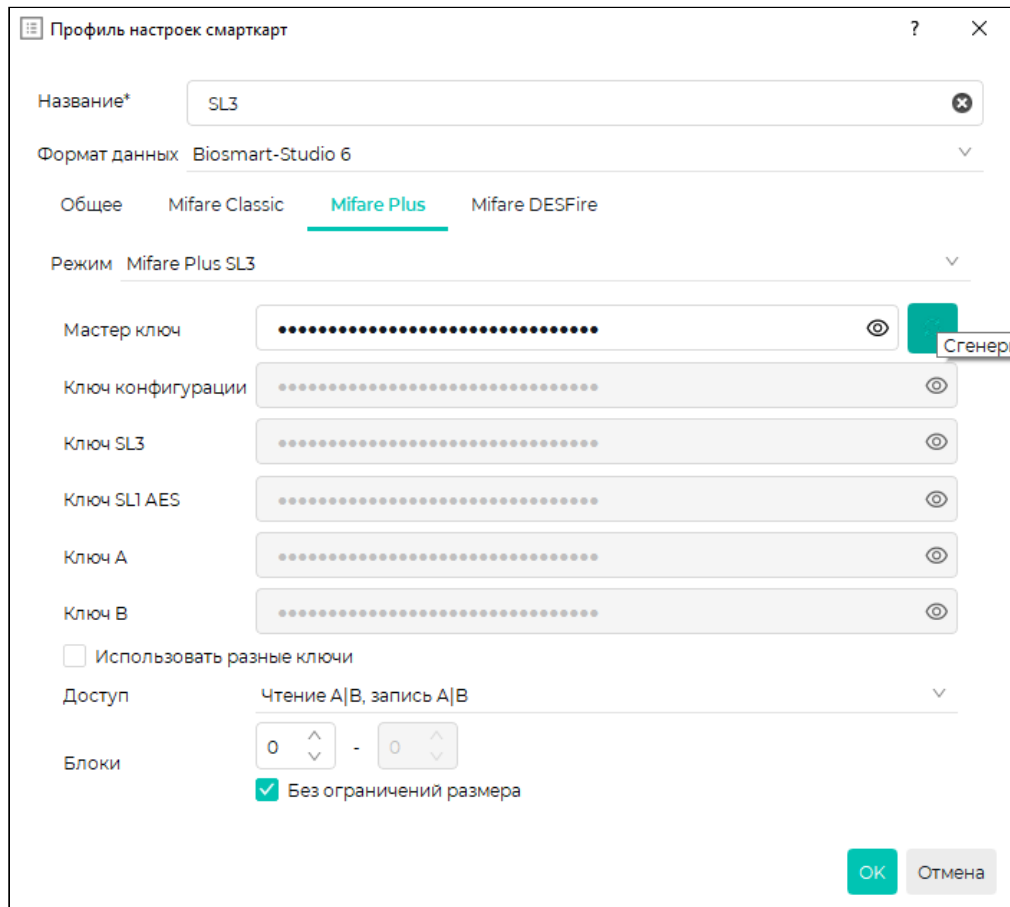 Профиль настроек смарткарт ?
Название* SL3
Формат данных Biosmart-Studio 6
Общее Mifare Classic Mifare Plus Mifare DESFire
Режим Mifare Plus SL3
Мастер ключ ••••••••••••••••••••••••••••••••
Сгенер
Ключ конфигурации ••••••••••••••••••••••••••••••••
Ключ SL3 ••••••••••••••••••••••••••••••••
Ключ SL1 AES ••••••••••••••••••••••••••••••••
Ключ A ••••••••••••••••••••••••••••••••
Ключ B ••••••••••••••••••••••••••••••••
Использовать разные ключи
Доступ Чтение A|B, запись A|B
Блоки 0 - 0
Без ограничений размера
OK Отмена